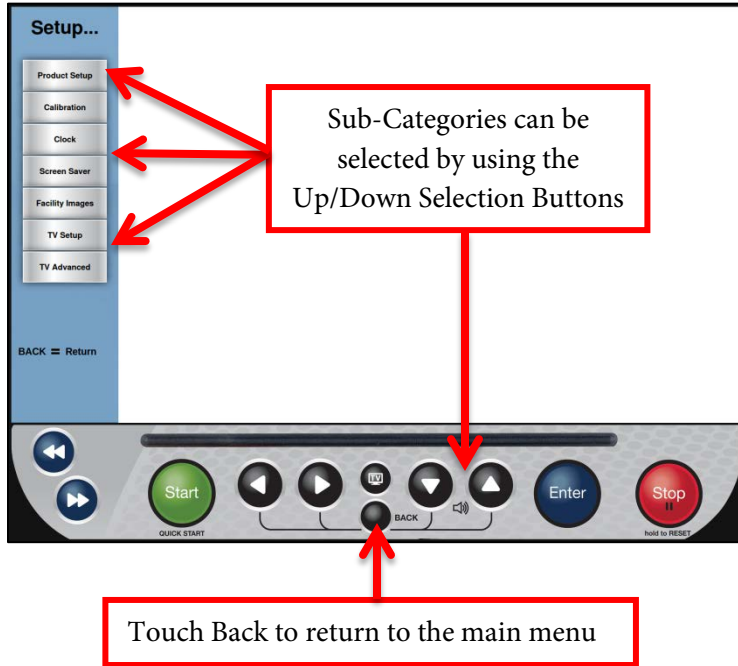 Setup...
Product Setup
Calibration
Clock
Screen Saver
Facility Images
TV Setup
TV Advanced
BACK = Return
Sub-Categories can be
selected by using the
Up/Down Selection Buttons
TV
Start
BACK
Enter
Stop
QUICK START
hold to RESET
Touch Back to return to the main menu